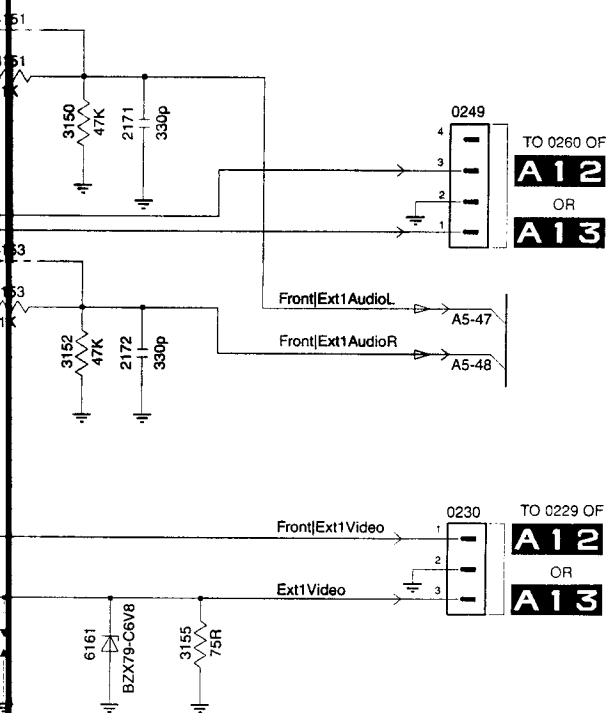 0249
4
3
2
1
TO 0260 OF
A12
OR
A13
3150
47K
2171
330p
Front|Ext1AudioL
A5-47
Front|Ext1AudioR
A5-48
3152
47K
2172
330p
0230
1
2
3
TO 0229 OF
A12
OR
A13
Front|Ext1Video
Ext1Video
6161
BZX79-C6V8
3155
75R